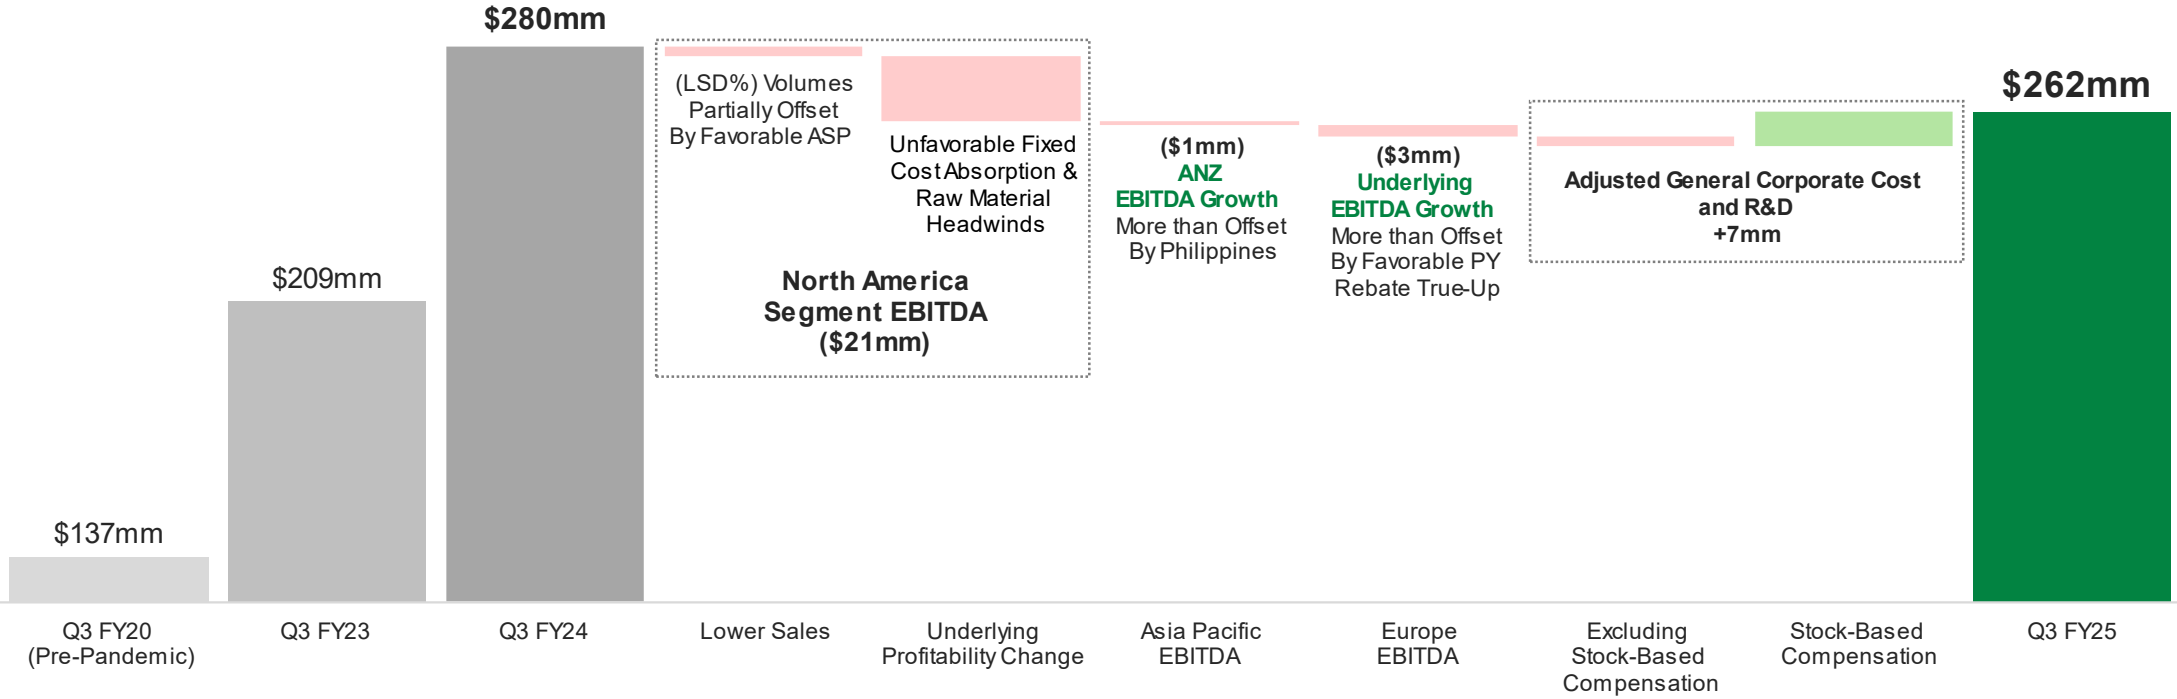 $280mm
$262mm
$209mm
$137mm
(LSD%) Volumes
Partially Offset
By Favorable ASP
Unfavorable Fixed
Cost Absorption &
Raw Material
Headwinds
North America
Segment EBITDA
($21mm)
($1mm)
ANZ
EBITDA Growth
More than Offset
By Philippines
($3mm)
Underlying
EBITDA Growth
More than Offset
By Favorable PY
Rebate True-Up
Adjusted General Corporate Cost
and R&D
+7mm
Q3 FY20
(Pre-Pandemic)
Q3 FY23
Q3 FY24
Lower Sales
Underlying
Profitability Change
Asia Pacific
EBITDA
Europe
EBITDA
Excluding
Stock-Based
Compensation
Stock-Based
Compensation
Q3 FY25